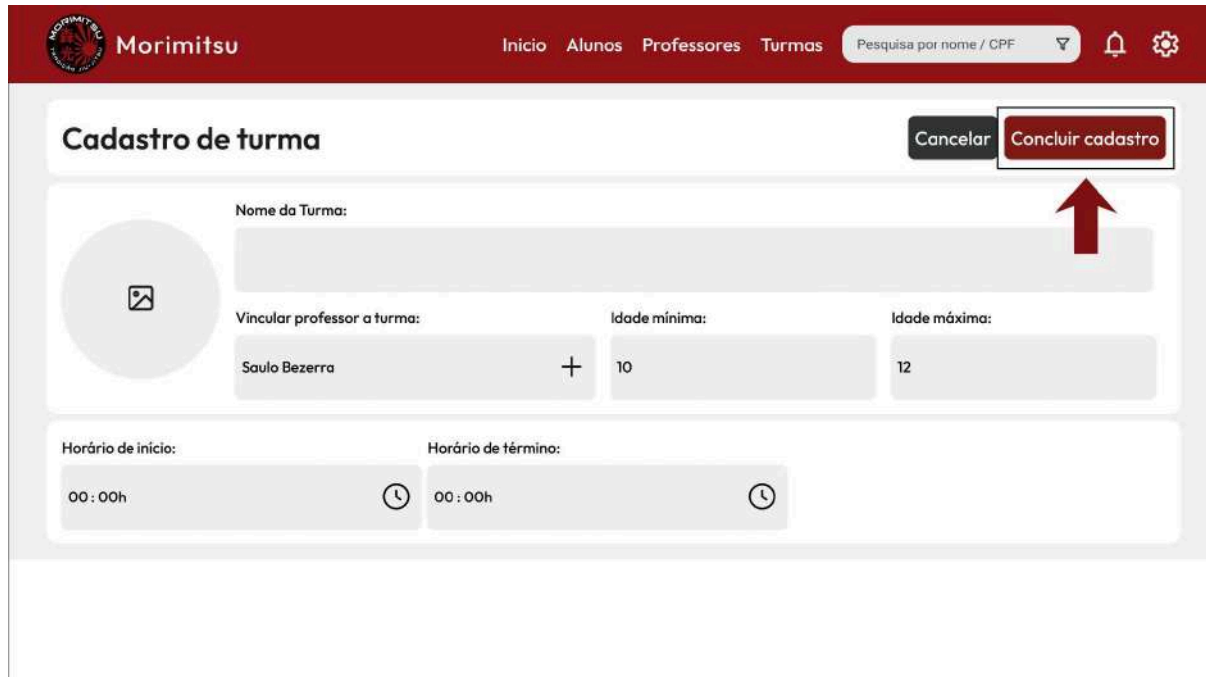 MORIMITSU
Morimitsu
Inicio Alunos Professores Turmas Pesquisa por nome / CPF
Cadastro de turma
Cancelar Concluir cadastro
Nome da Turma:
Vincular professor a turma: Idade mínima: Idade máxima:
Saulo Bezerra 10 12
Horário de início: Horário de término:
00 : 00h 00 : 00h